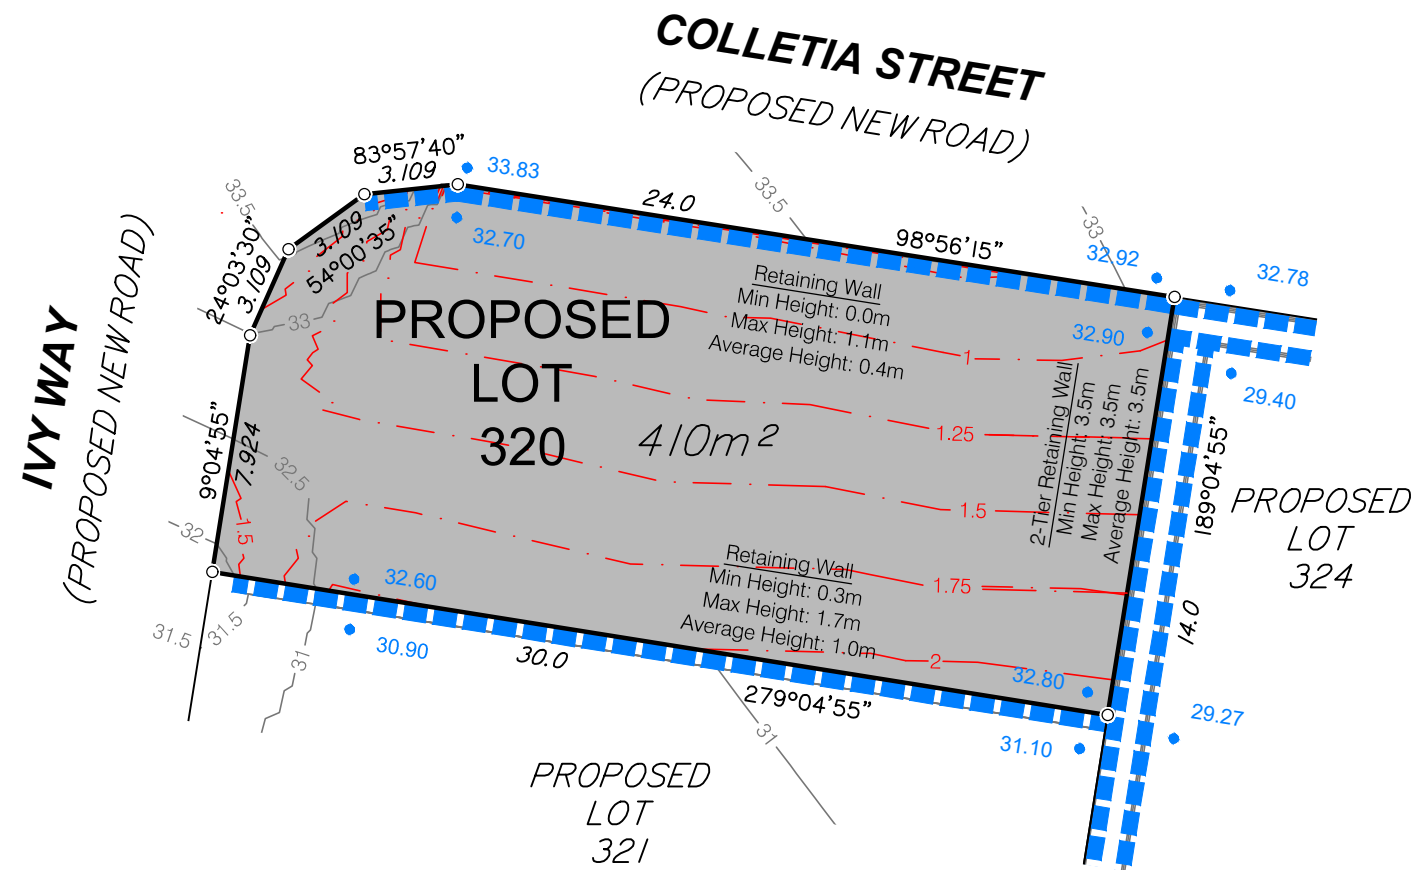 COLLETIA STREET
(PROPOSED NEW ROAD)
83°57'40"
3.109
33.83
33.5
33.5
24.0
-33
98°56'15"
32.92
32.78
32.70
3.109
54°00'35"
24°03'30"
3.109
IVY WAY
(PROPOSED NEW ROAD)
33
PROPOSED
LOT
320
410m²
Retaining Wall
Min Height: 0.0m
Max Height: 1.1m
Average Height: 0.4m
1
32.90
29.40
2-Tier Retaining Wall
Min Height: 3.5m
Max Height: 3.5m
Average Height: 3.5m
1.25
9°04'55"
7.924
32.5
189°04'55"
PROPOSED
LOT
324
1.5
-32
1.5
32.60
Retaining Wall
Min Height: 0.3m
Max Height: 1.7m
Average Height: 1.0m
1.75
14.0
31.5
31.5
31
30.90
30.0
2
32.80
279°04'55"
31
31.10
29.27
PROPOSED
LOT
321